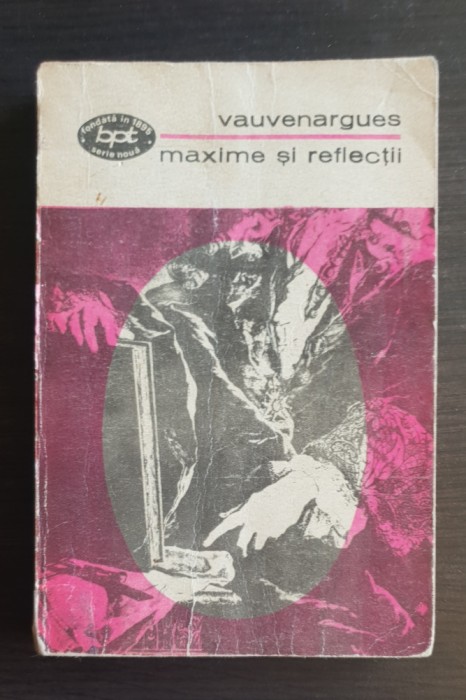 vauvenargues
maxime și reflecții
fondată în 1895
bpt
serie nouă